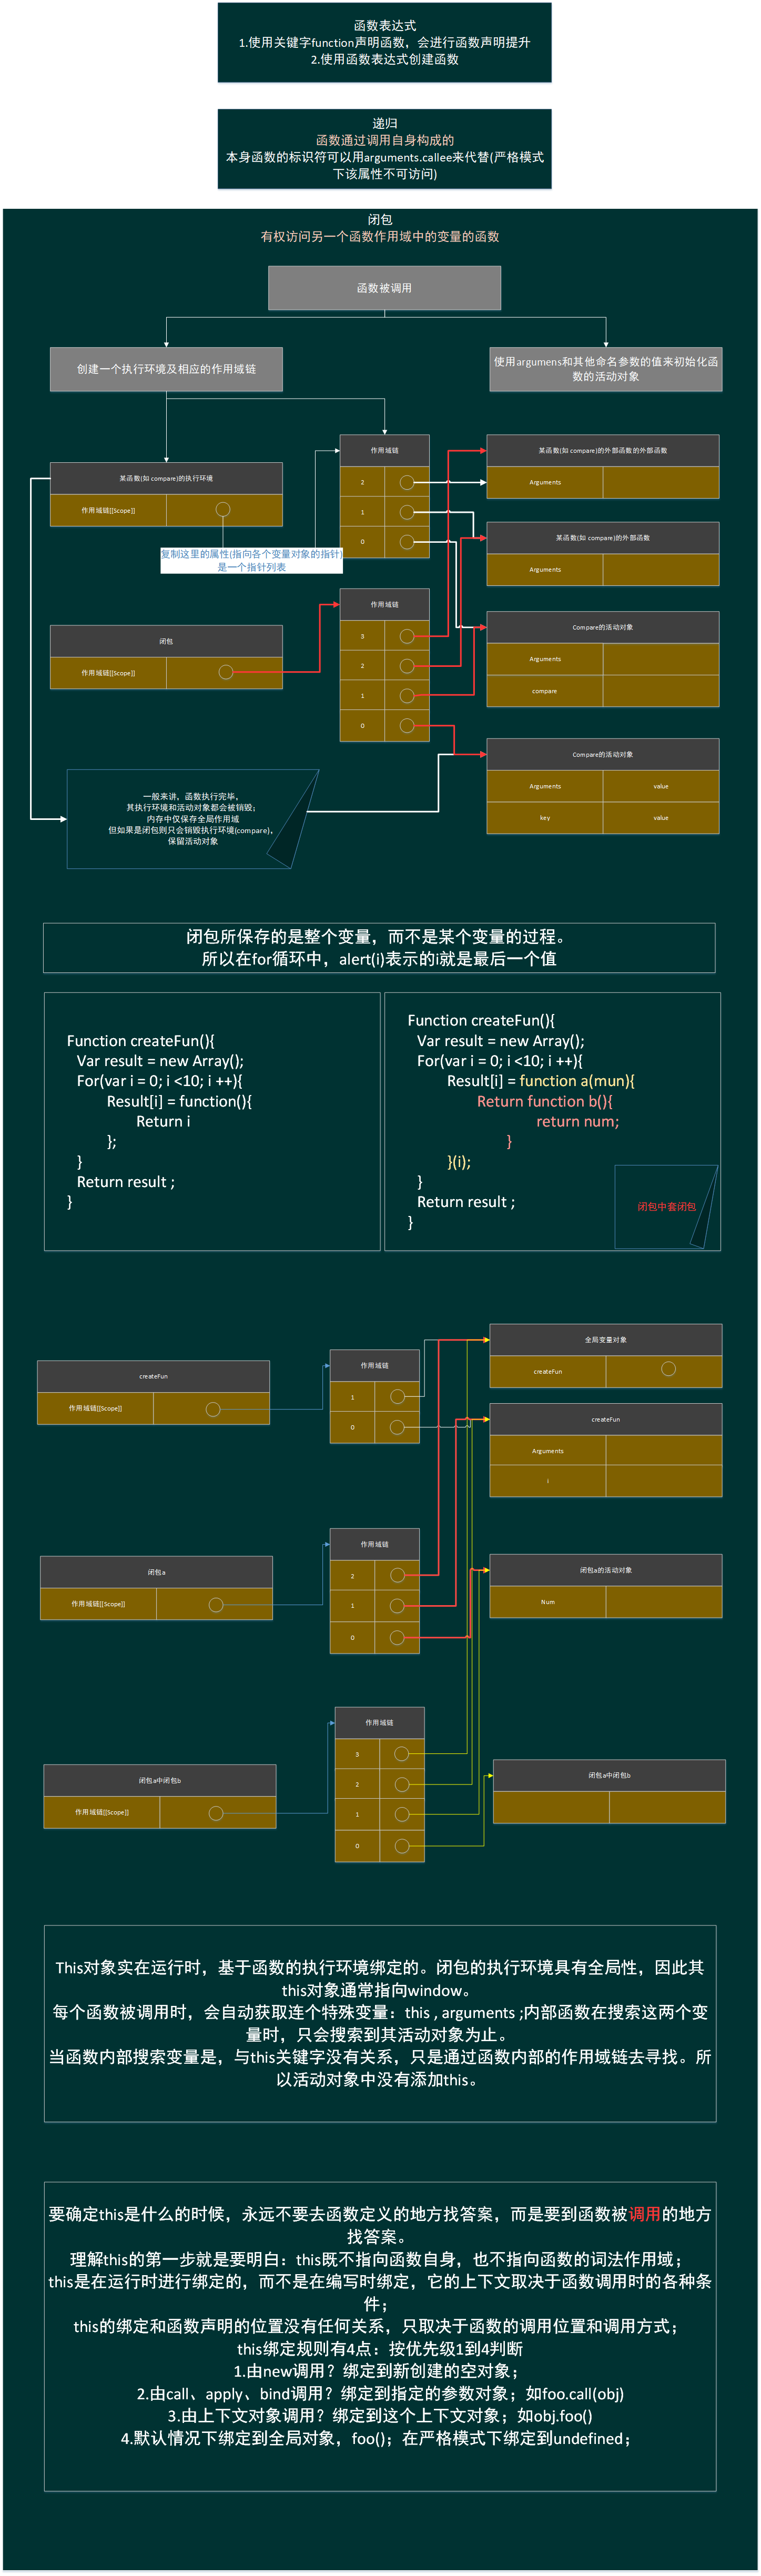 函数表达式
1.使用关键字function声明函数，会进行函数声明提升
2.使用函数表达式创建函数
递归
函数通过调用自身构成的
本身函数的标识符可以用arguments.callee来代替(严格模式
下该属性不可访问)
闭包
有权访问另一个函数作用域中的变量的函数
函数被调用
创建一个执行环境及相应的作用域链
使用argumens和其他命名参数的值来初始化函
数的活动对象
某函数(如 compare)的执行环境
作用域链[[Scope]]
复制这里的属性(指向各个变量对象的指针)
是一个指针列表
作用域链
2
1
0
某函数(如 compare)的外部函数的外部函数
Arguments
某函数(如 compare)的外部函数
Arguments
闭包
作用域链[[Scope]]
作用域链
3
2
1
0
Compare的活动对象
Arguments
compare
Compare的活动对象
Arguments
value
key
value
一般来讲，函数执行完毕，
其执行环境和活动对象都会被销毁；
内存中仅保存全局作用域
但如果是闭包则只会销毁执行环境(compare)，
保留活动对象
闭包所保存的是整个变量，而不是某个变量的过程。
所以在for循环中，alert(i)表示的i就是最后一个值
Function createFun(){
Var result = new Array();
For(var i = 0; i <10; i ++){
Result[i] = function(){
Return i
};
}
Return result ;
}
Function createFun(){
Var result = new Array();
For(var i = 0; i <10; i ++){
Result[i] = function a(mun){
Return function b(){
return num;
}
}(i);
}
Return result ;
}
闭包中套闭包
createFun
作用域链[[Scope]]
作用域链
1
0
全局变量对象
createFun
createFun
Arguments
i
闭包a
作用域链[[Scope]]
作用域链
2
1
0
闭包a的活动对象
Num
闭包a中闭包b
作用域链[[Scope]]
作用域链
3
2
1
0
闭包a中闭包b
This对象实在运行时，基于函数的执行环境绑定的。闭包的执行环境具有全局性，因此其
this对象通常指向window。
每个函数被调用时，会自动获取连个特殊变量：this , arguments ;内部函数在搜索这两个变
量时，只会搜索到其活动对象为止。
当函数内部搜索变量是，与this关键字没有关系，只是通过函数内部的作用域链去寻找。所
以活动对象中没有添加this。
要确定this是什么的时候，永远不要去函数定义的地方找答案，而是要到函数被调用的地方
找答案。
理解this的第一步就是要明白：this既不指向函数自身，也不指向函数的词法作用域；
this是在运行时进行绑定的，而不是在编写时绑定，它的上下文取决于函数调用时的各种条
件；
this的绑定和函数声明的位置没有任何关系，只取决于函数的调用位置和调用方式；
this绑定规则有4点：按优先级1到4判断
1.由new调用？绑定到新创建的空对象；
2.由call、apply、bind调用？绑定到指定的参数对象；如foo.call(obj)
3.由上下文对象调用？绑定到这个上下文对象；如obj.foo()
4.默认情况下绑定到全局对象，foo()；在严格模式下绑定到undefined；